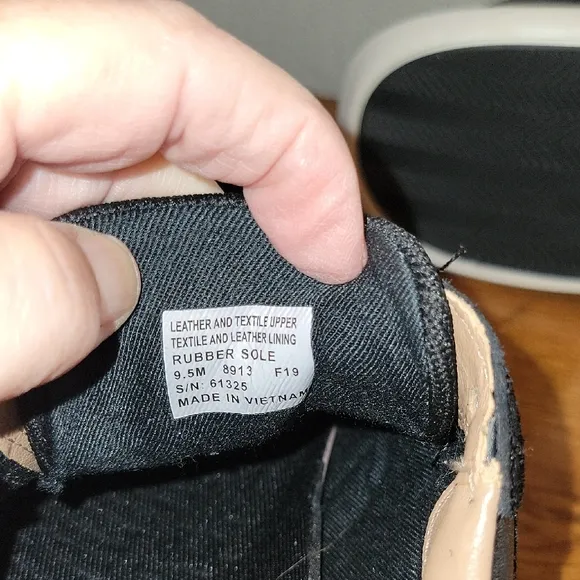 LEATHER AND TEXTILE UPPER
TEXTILE AND LEATHER LINING
RUBBER SOLE
9.5M 8913 F19
S/N: 61325
MADE IN VIETNAM